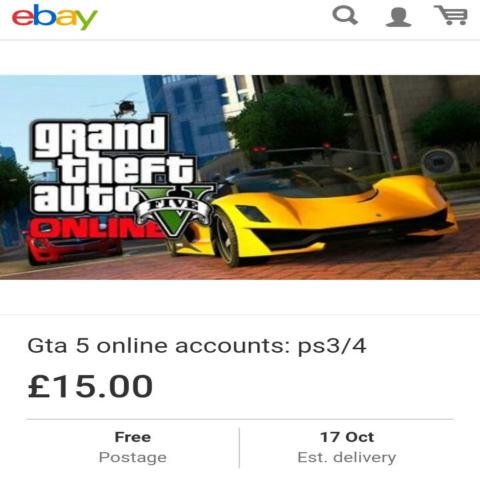 ebay
grand
theft
auto
FIVE
ONLINE
Gta 5 online accounts: ps3/4
£15.00
Free
17 Oct
Postage
Est. delivery